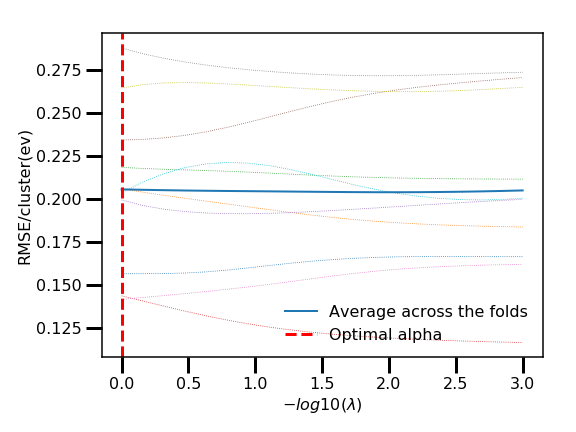 0.275
0.250
0.225
0.200
0.175
0.150
0.125
RMSE/cluster(ev)
Average across the folds
Optimal alpha
0.0 0.5 1.0 1.5 2.0 2.5 3.0
−log10(λ)